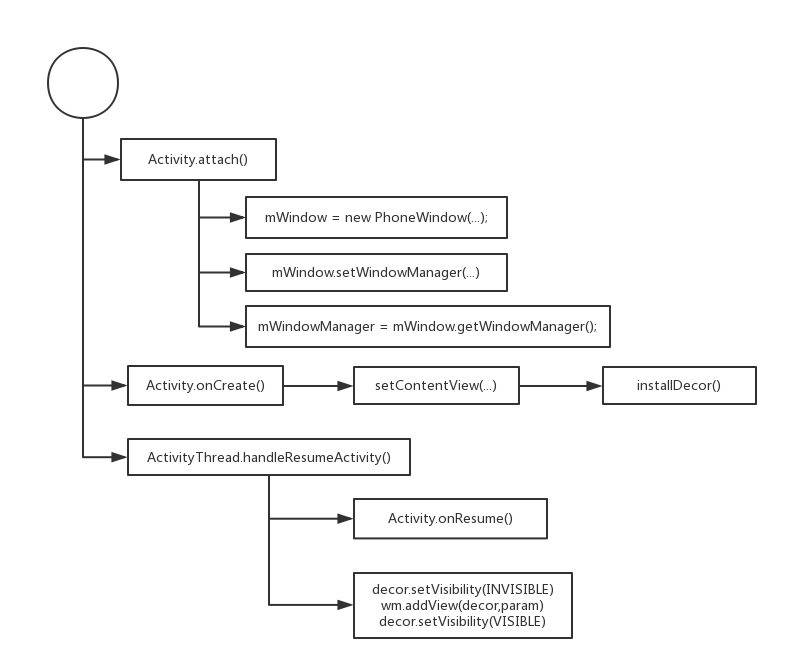 Activity.attach()
mWindow = new PhoneWindow(...);
mWindow.setWindowManager(...)
mWindowManager = mWindow.getWindowManager();
Activity.onCreate()
setContentView(...)
installDecor()
ActivityThread.handleResumeActivity()
Activity.onResume()
decor.setVisibility(INVISIBLE)
wm.addView(decor,param)
decor.setVisibility(VISIBLE)